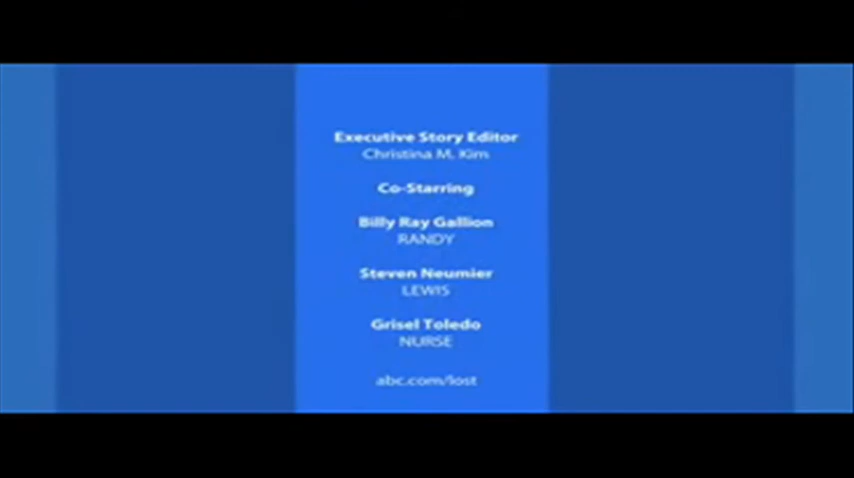 Executive Story Editor
Christina M. Kim
Co-Starring
Billy Ray Gallion
RANDY
Steven Neumier
LEWIS
Grisel Toledo
NURSE
abc.com/lost